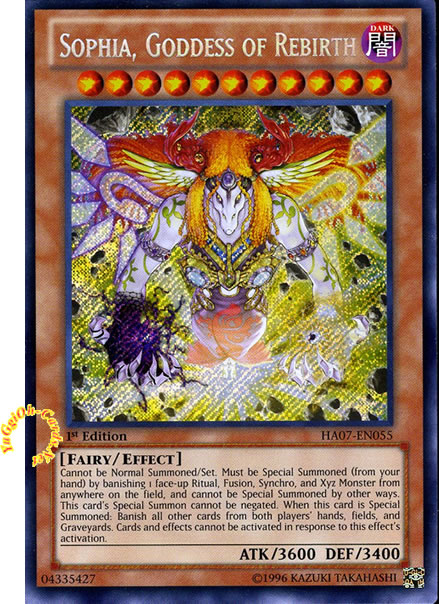 SOPHIA, GODDESS OF REBIRTH
DARK
闇
YuGgiOh-Cards.Net
1st Edition
HA07-EN055
[FAIRY/EFFECT]
Cannot be Normal Summoned/Set. Must be Special Summoned (from your
hand) by banishing 1 face-up Ritual, Fusion, Synchro, and Xyz Monster from
anywhere on the field, and cannot be Special Summoned by other ways.
This card's Special Summon cannot be negated. When this card is Special
Summoned: Banish all other cards from both players' hands, fields, and
Graveyards. Cards and effects cannot be activated in response to this effect's
activation.
ATK/3600 DEF/3400
04335427
©1996 KAZUKI TAKAHASHI